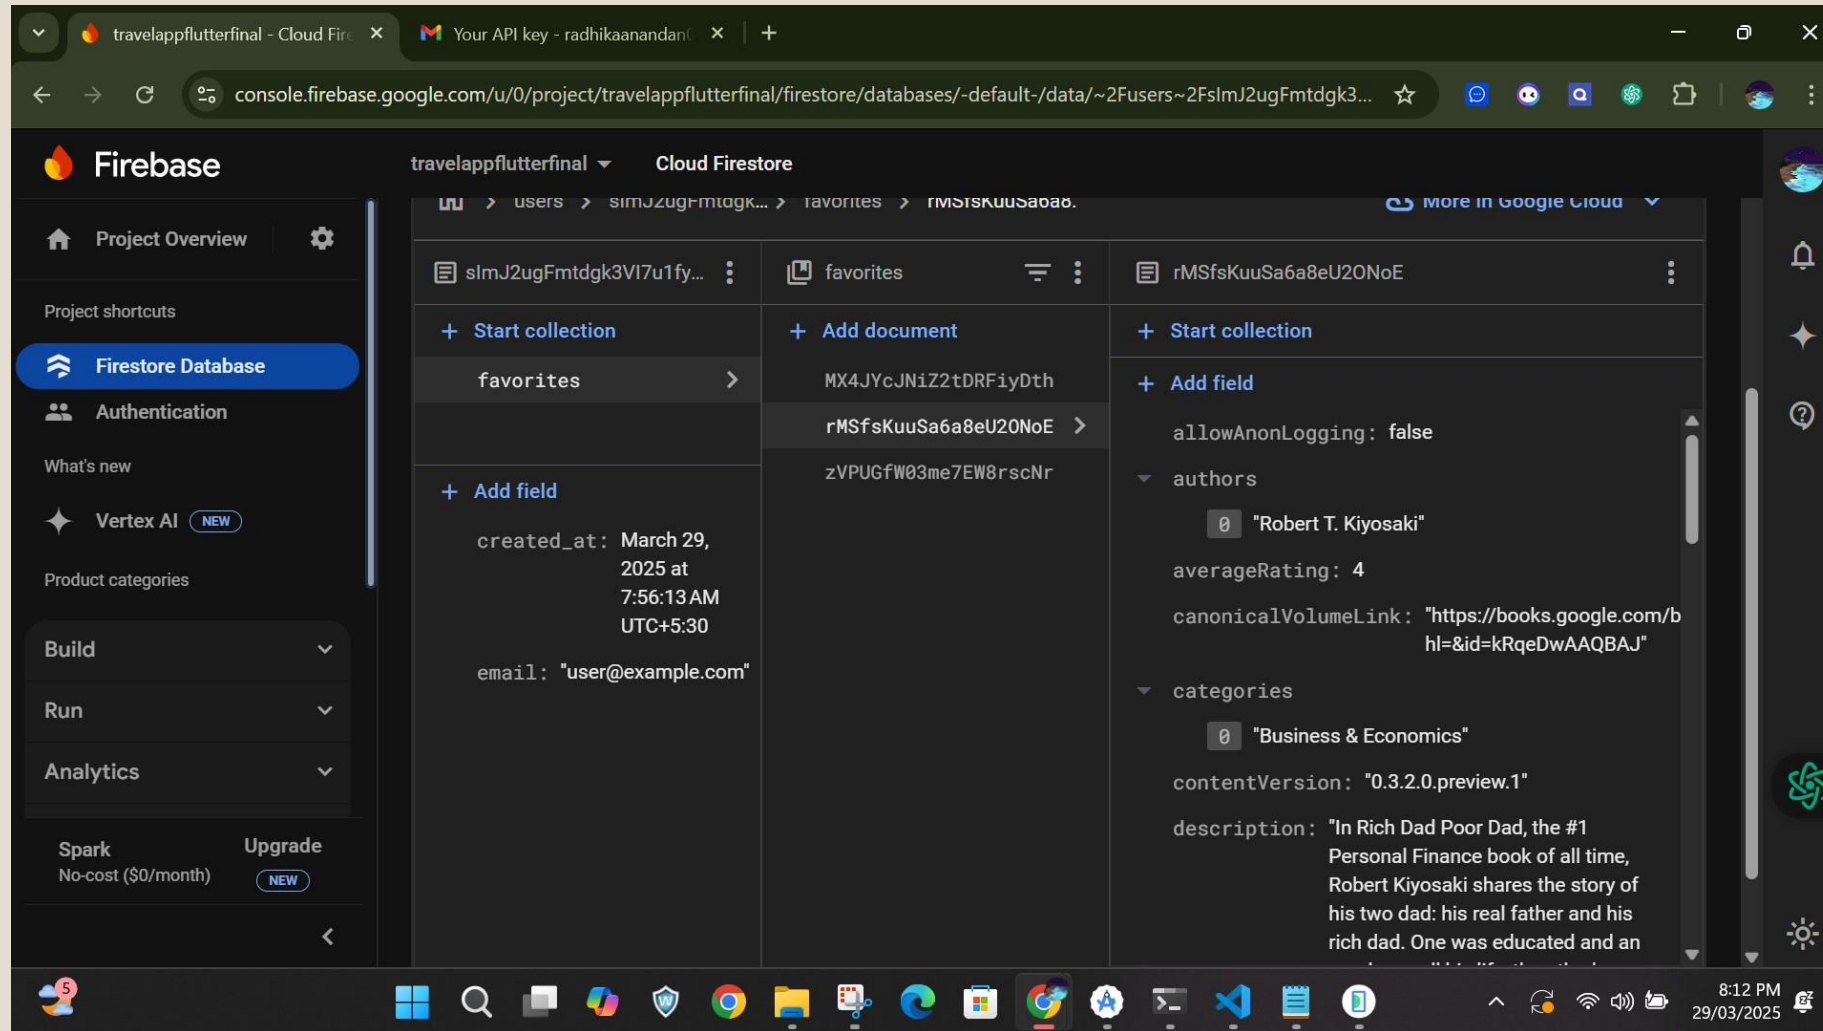 travelappflutterfinal - Cloud Fire
Your API key - radhikaanandan
console.firebase.google.com/u/0/project/travelappflutterfinal/firestore/databases/-default-/data/~2Fusers~2FsImJ2ugFmtdgk3...
Firebase
travelappflutterfinal
Cloud Firestore
Project Overview
Project shortcuts
Firestore Database
Authentication
What's new
Vertex AI
NEW
Product categories
Build
Run
Analytics
Spark
No-cost ($0/month)
Upgrade
NEW
users > sImJ2ugFmtdgk... > favorites > rMSfsKuuSa6a8.
More in Google Cloud
sImJ2ugFmtdgk3VI7u1fy...
+ Start collection
favorites
+ Add field
created_at: March 29,
2025 at
7:56:13 AM
UTC+5:30
email: "user@example.com"
favorites
+ Add document
MX4JYcJNiZ2tDRFiyDth
rMSfsKuuSa6a8eU2ONoE
zVPUGfW03me7EW8rscNr
rMSfsKuuSa6a8eU2ONoE
+ Start collection
+ Add field
allowAnonLogging: false
authors
0 "Robert T. Kiyosaki"
averageRating: 4
canonicalVolumeLink: "https://books.google.com/b
hl=&id=kRqeDwAAQBAJ"
categories
0 "Business & Economics"
contentVersion: "0.3.2.0.preview.1"
description: "In Rich Dad Poor Dad, the #1
Personal Finance book of all time,
Robert Kiyosaki shares the story of
his two dad: his real father and his
rich dad. One was educated and an
5
8:12 PM
29/03/2025